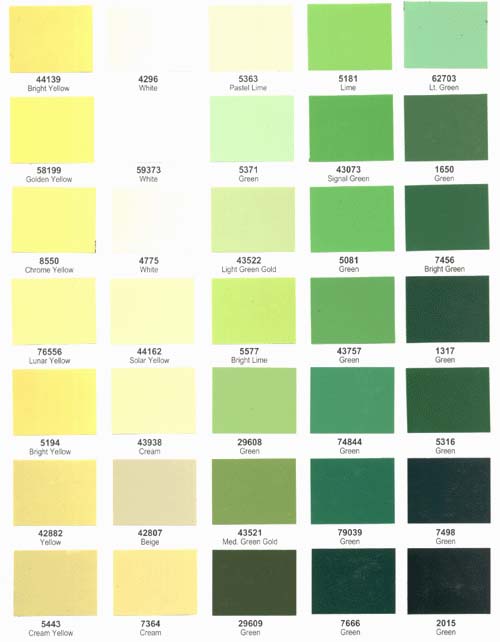 44139 4296 5363 5181 62703
Bright Yellow White Pastel Lime Lime Lt. Green
58199 59373 5371 43073 1650
Golden Yellow White Green Signal Green Green
8550 4775 43522 5081 7456
Chrome Yellow White Light Green Gold Green Bright Green
76556 44162 5577 43757 1317
Lunar Yellow Solar Yellow Bright Lime Green Green
5194 43938 29608 74844 5316
Bright Yellow Cream Green Green Green
42882 42807 43521 79039 7498
Yellow Beige Med. Green Gold Green Green
5443 7364 29609 7666 2015
Cream Yellow Cream Green Green Green